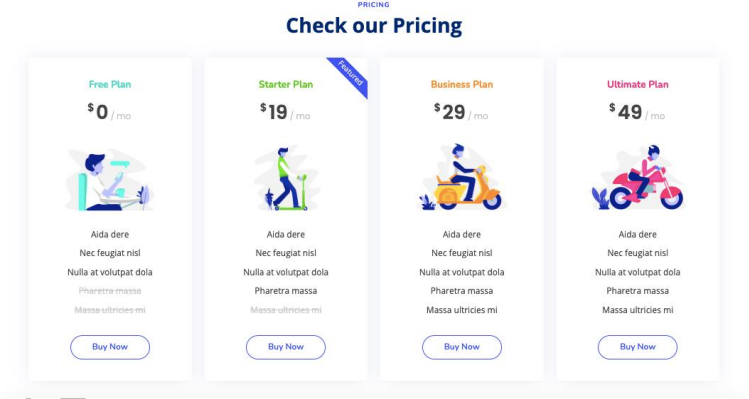 PRICING
Check our Pricing
Free Plan
$0 / mo
Aida dere
Nec feugiat nisl
Nulla at volutpat dola
Pharetra massa
Massa ultricies mi
Buy Now
Featured
Starter Plan
$19 / mo
Aida dere
Nec feugiat nisl
Nulla at volutpat dola
Pharetra massa
Massa ultricies mi
Buy Now
Business Plan
$29 / mo
Aida dere
Nec feugiat nisl
Nulla at volutpat dola
Pharetra massa
Massa ultricies mi
Buy Now
Ultimate Plan
$49 / mo
Aida dere
Nec feugiat nisl
Nulla at volutpat dola
Pharetra massa
Massa ultricies mi
Buy Now